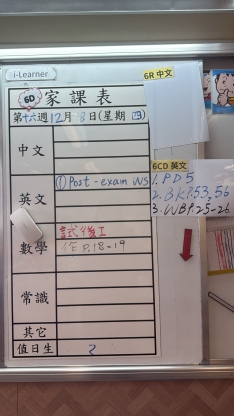 i-Learner
6R 中文
6D 家課表
第十六週 12月 8日(星期 四)
中文
6CD 英文
英文 ① Post-exam WS
1. P.D 5
2. BK P.53, 56
3. WB P.25-26
數學 試後工
作 P.18-19
常識
其它
值日生 2